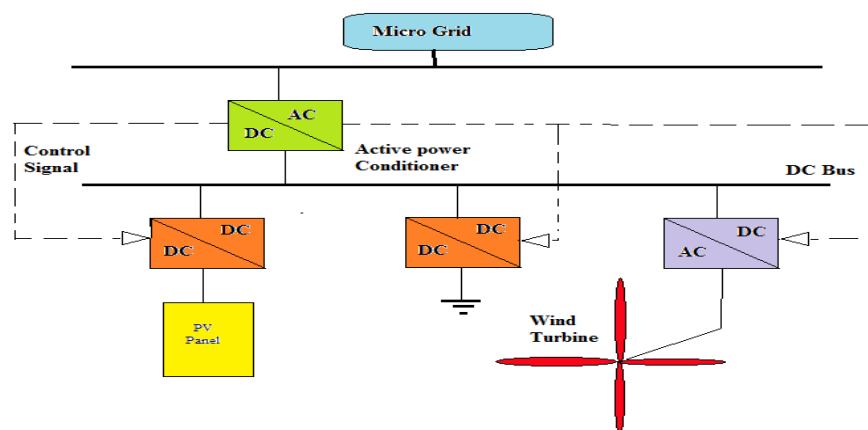 Micro Grid
AC
DC
Control
Signal
Active power
Conditioner
DC Bus
DC
DC
DC
DC
DC
AC
PV
Panel
Wind
Turbine